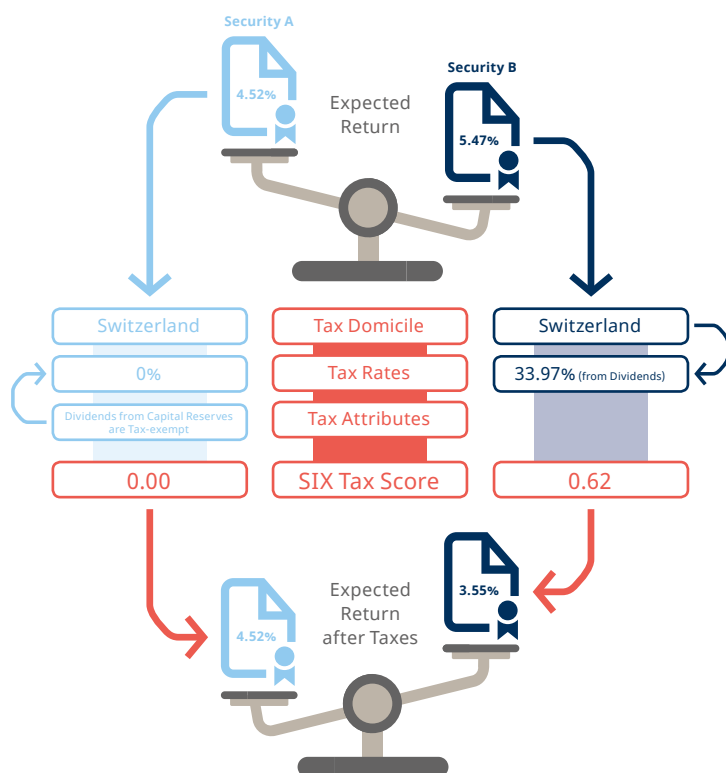 Security A
4.52%
Expected
Return
Security B
5.47%
Switzerland
Tax Domicile
Switzerland
0%
Tax Rates
33.97% (from Dividends)
Dividends from Capital Reserves
are Tax-exempt
Tax Attributes
0.00
SIX Tax Score
0.62
4.52%
Expected
Return
after Taxes
3.55%